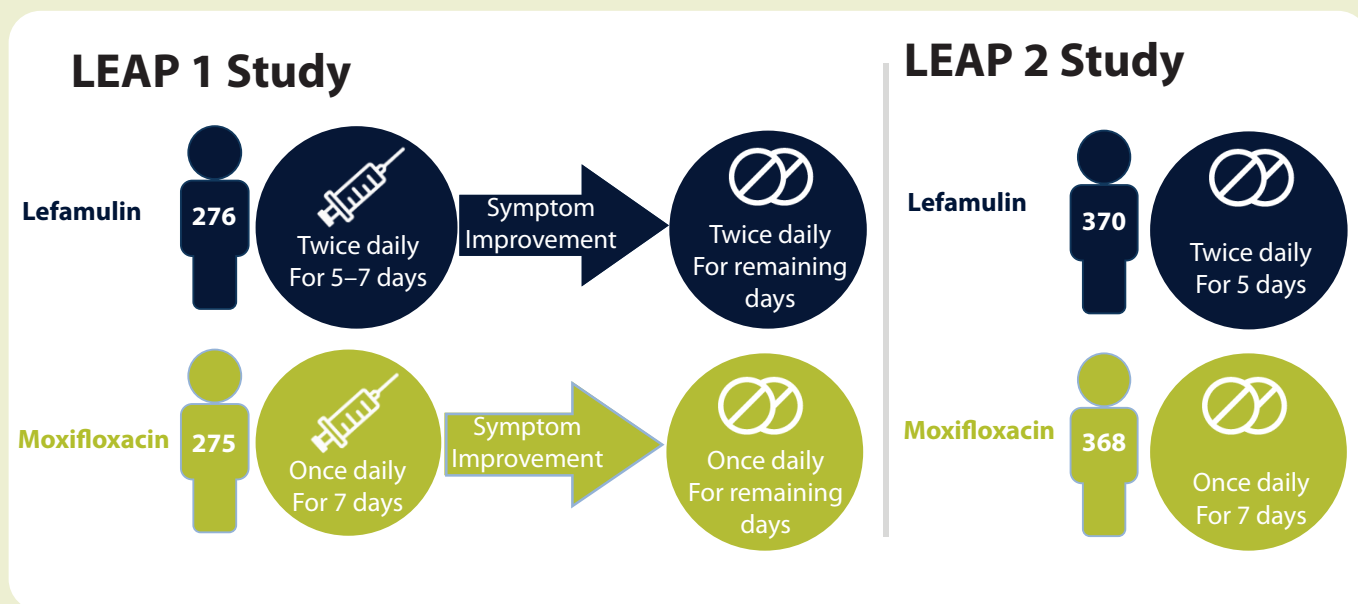 LEAP 1 Study
Lefamulin
276
Twice daily
For 5–7 days
Symptom
Improvement
Twice daily
For remaining
days
Moxifloxacin
275
Once daily
For 7 days
Symptom
Improvement
Once daily
For remaining
days
LEAP 2 Study
Lefamulin
370
Twice daily
For 5 days
Moxifloxacin
368
Once daily
For 7 days